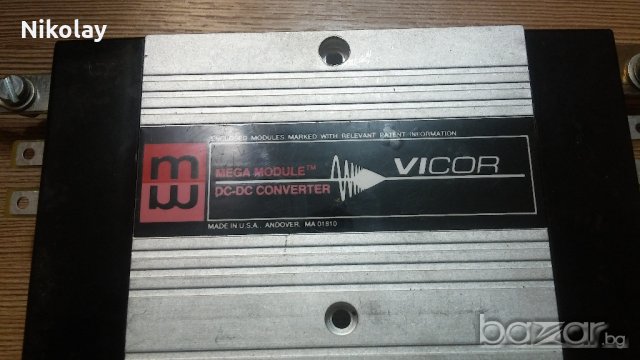 Nikolay
ENCLOSED MODULES MARKED WITH RELEVANT PATENT INFORMATION
mw
MEGA MODULE™
DC-DC CONVERTER
VICOR
MADE IN U.S.A. ANDOVER, MA 01810
bazar.bg